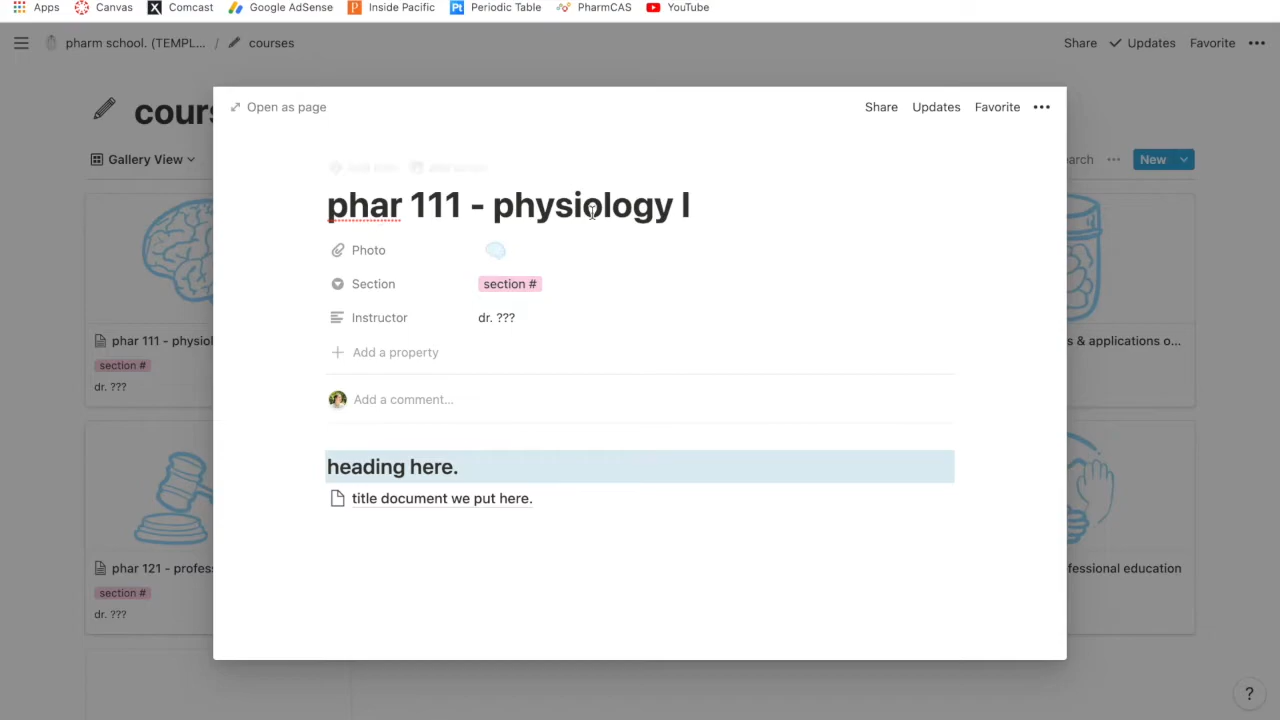 Apps Canvas Comcast Google AdSense Inside Pacific Periodic Table PharmCAS YouTube
pharm school. (TEMPL... / courses Share Updates Favorite
Open as page Share Updates Favorite
cours
Gallery View earch New
phar 111 - physiology I
Photo
Section section #
Instructor dr. ???
Add a property
Add a comment...
heading here.
title document we put here.
phar 111 - physiol
section #
dr. ???
s & applications o...
phar 121 - profes
section #
dr. ???
fessional education
?